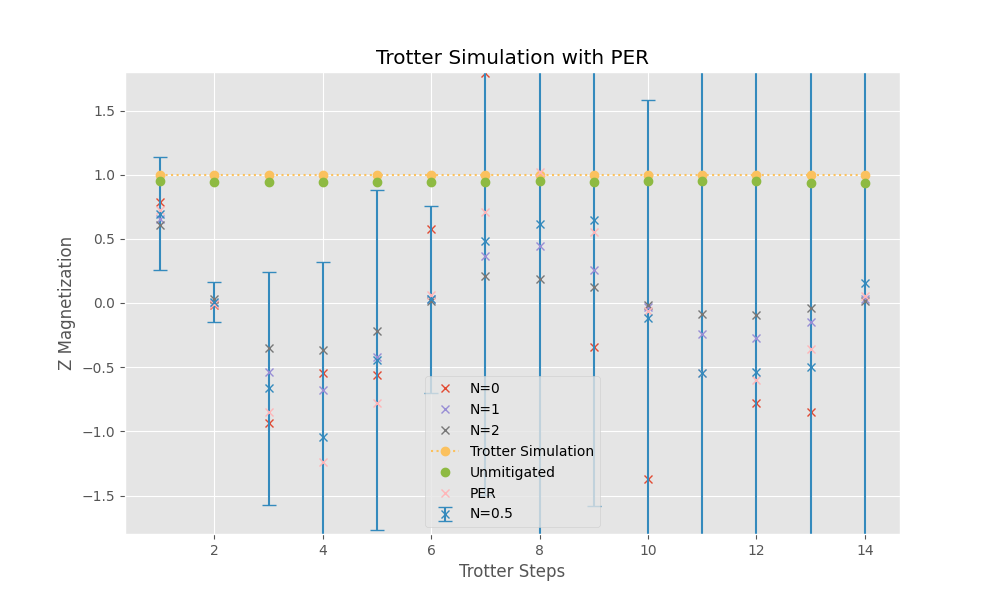 Trotter Simulation with PER
Z Magnetization
1.5
1.0
0.5
0.0
−0.5
−1.0
−1.5
N=0
N=1
N=2
Trotter Simulation
Unmitigated
PER
N=0.5
2 4 6 8 10 12 14
Trotter Steps